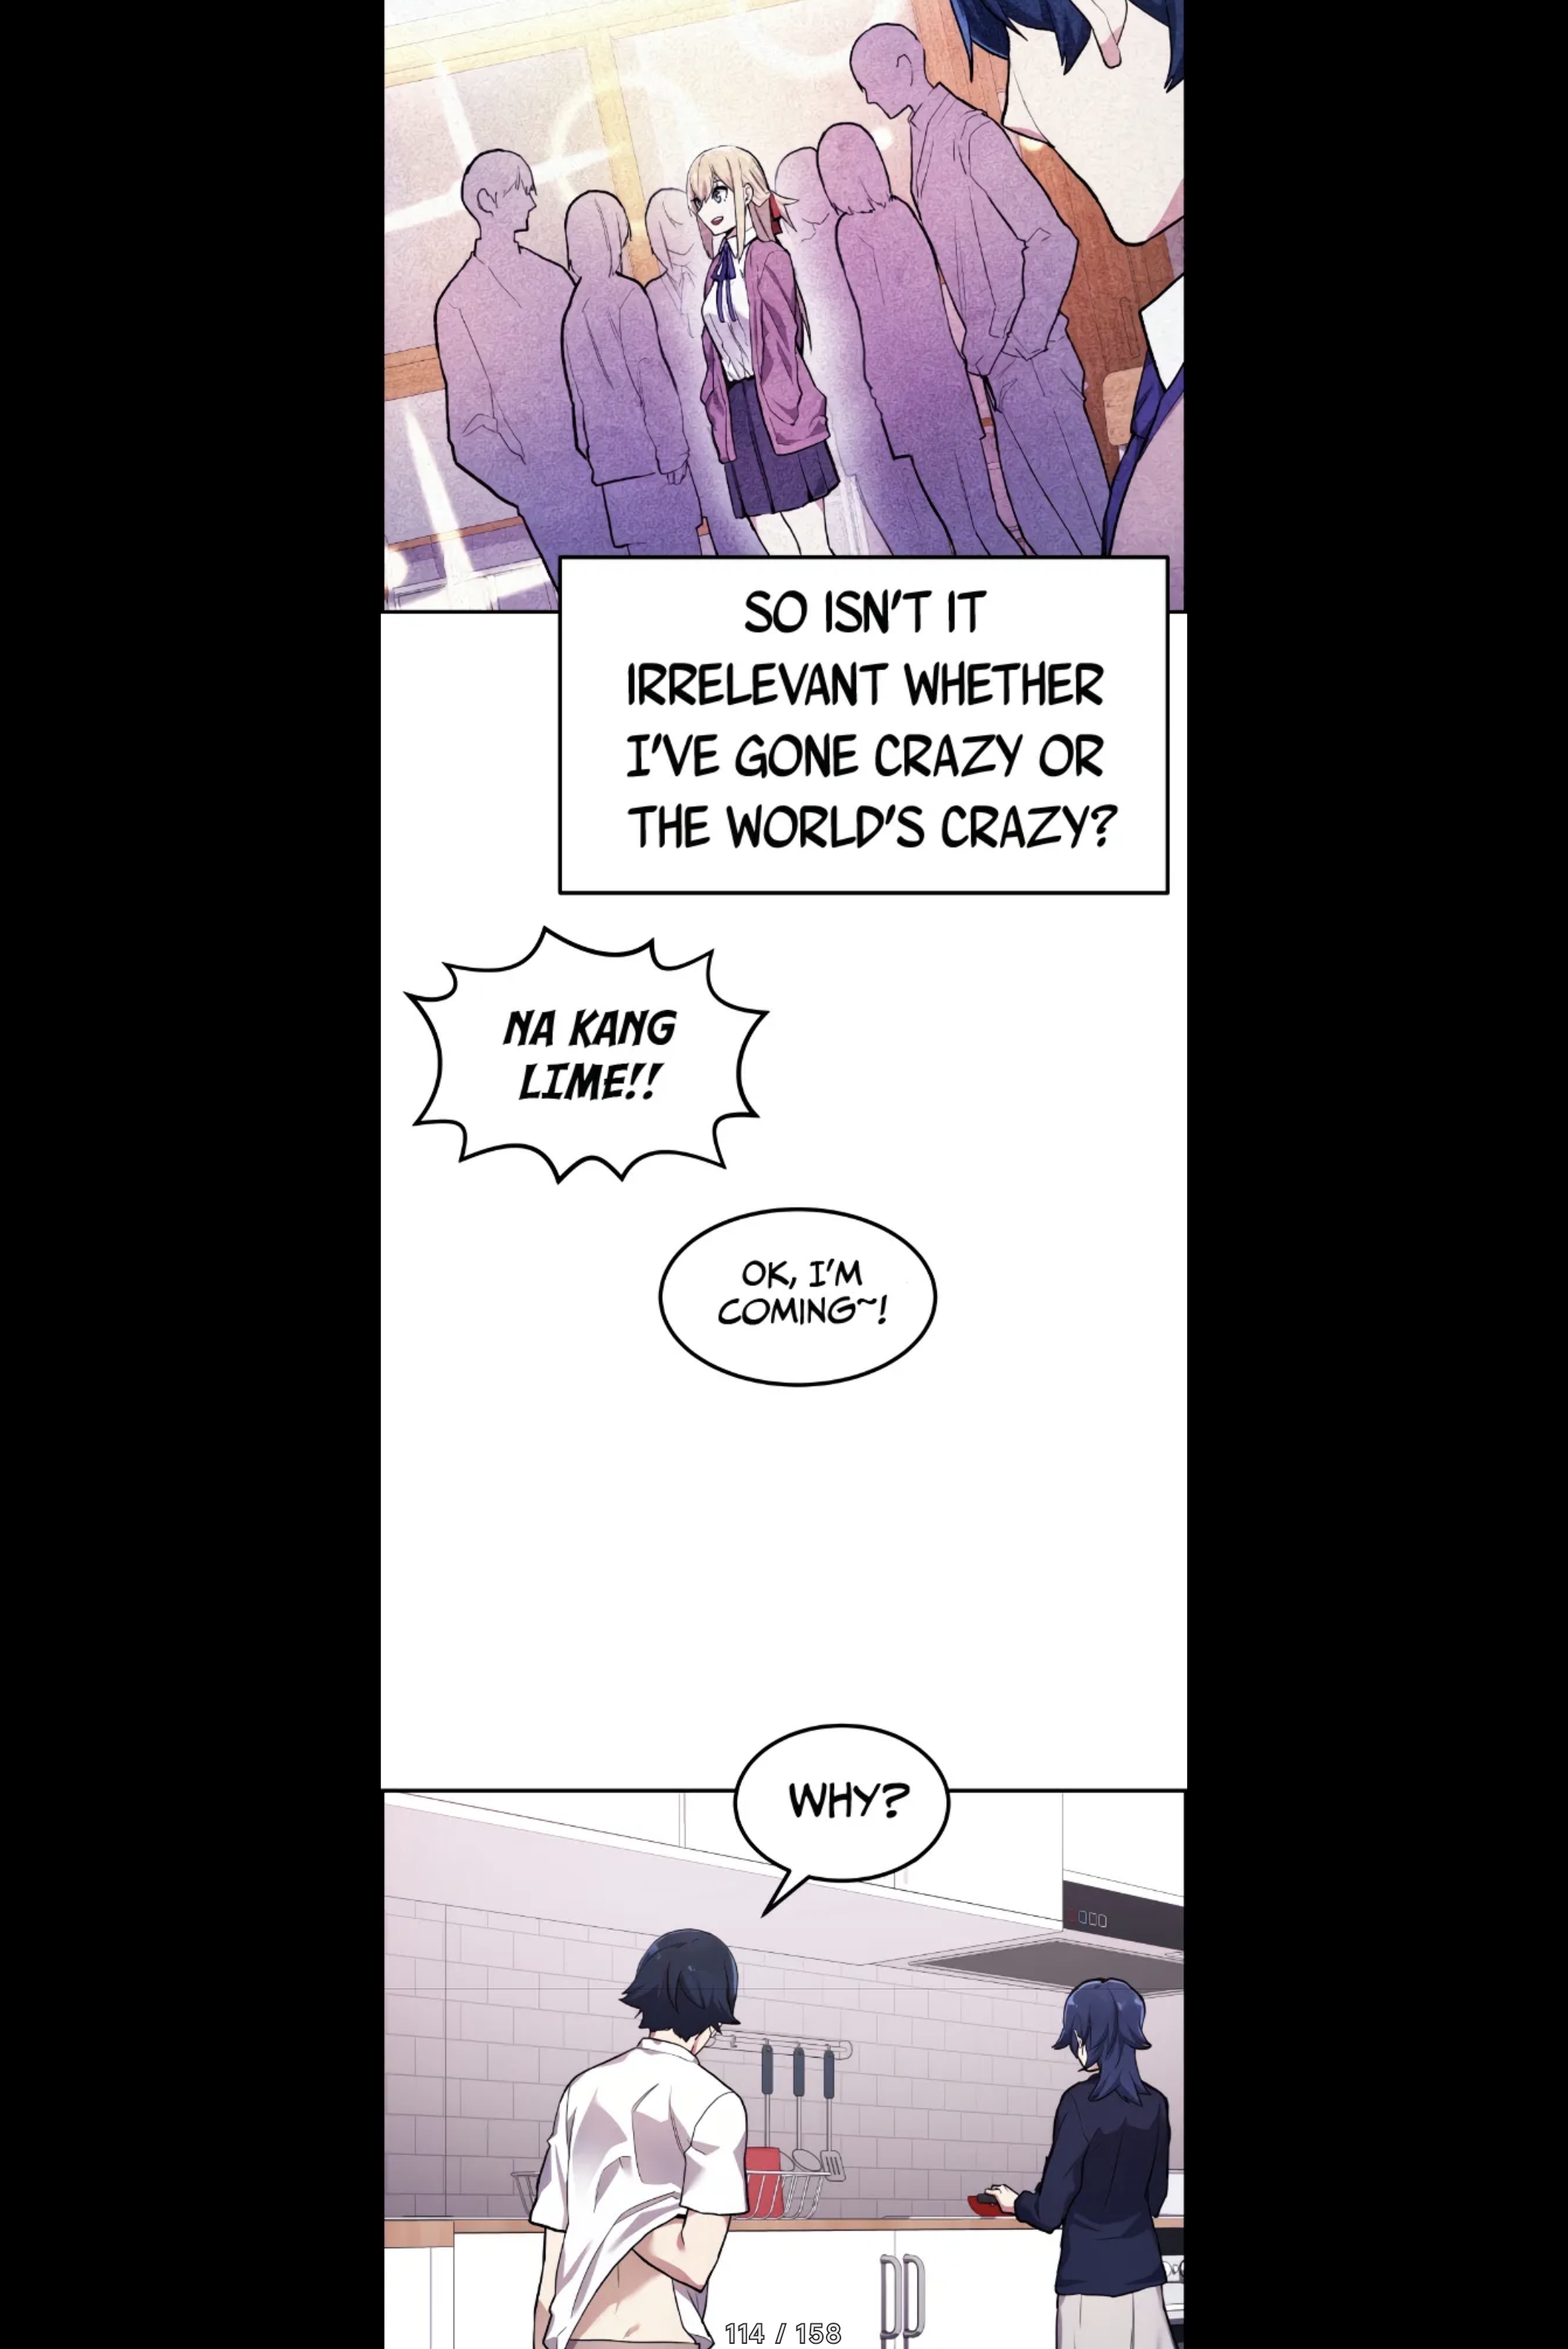 SO ISN'T IT
IRRELEVANT WHETHER
I'VE GONE CRAZY OR
THE WORLD'S CRAZY?
NA KANG
LIME!!
OK, I'M
COMING~!
WHY?
114 / 158